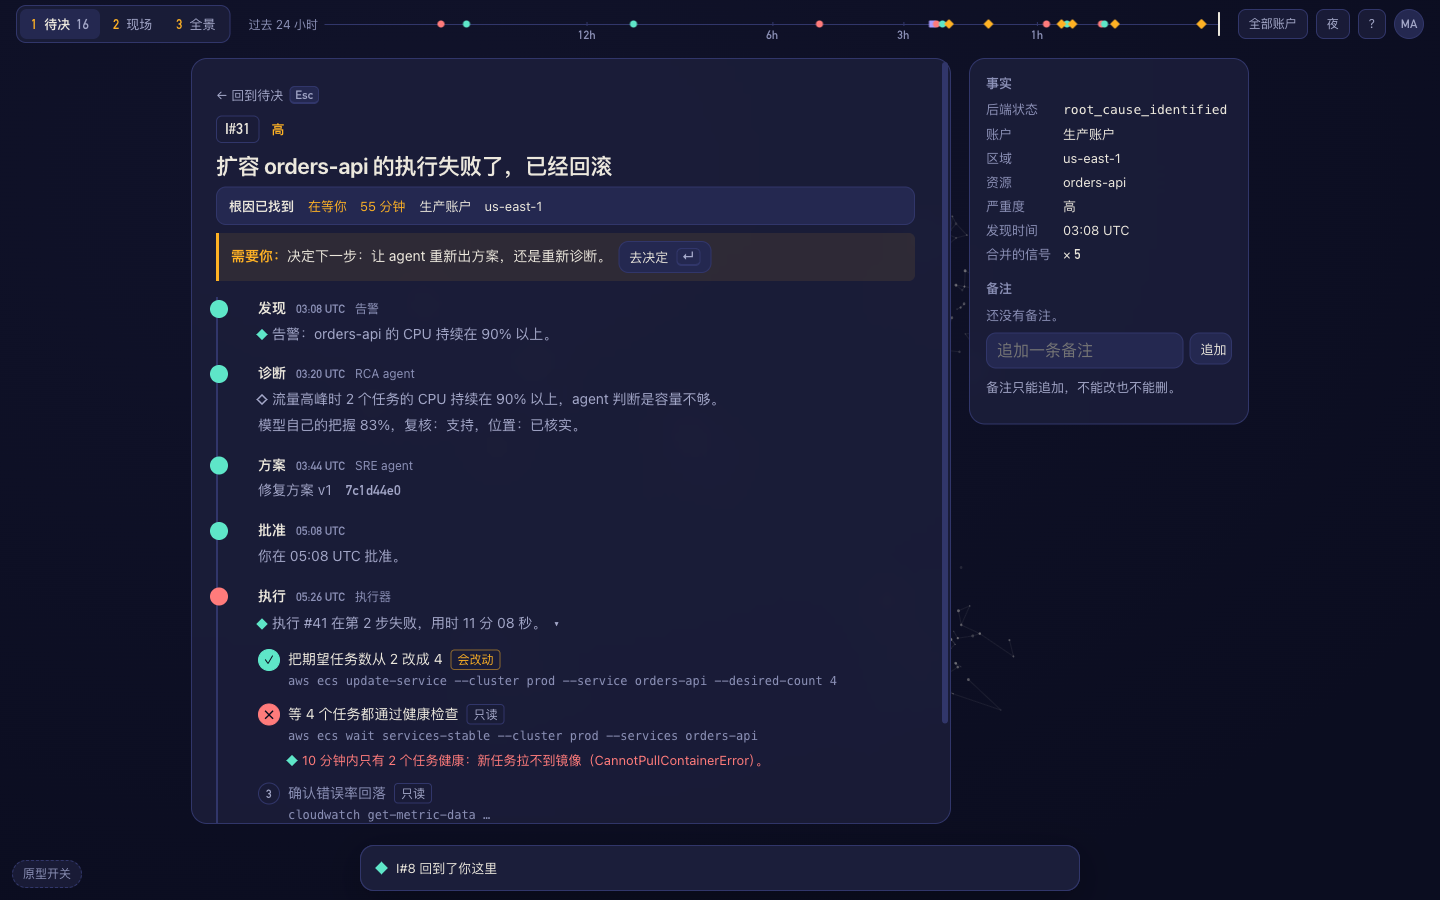 1 待决 16 2 现场 3 全景 过去 24 小时 全部账户 夜 ? MA
12h 6h 3h 1h
← 回到待决 Esc
I#31 高
扩容 orders-api 的执行失败了，已经回滚
根因已找到 在等你 55 分钟 生产账户 us-east-1
需要你：决定下一步：让 agent 重新出方案，还是重新诊断。 去决定 ↵
发现 03:08 UTC 告警
告警：orders-api 的 CPU 持续在 90% 以上。
诊断 03:20 UTC RCA agent
流量高峰时 2 个任务的 CPU 持续在 90% 以上，agent 判断是容量不够。
模型自己的把握 83%，复核：支持，位置：已核实。
方案 03:44 UTC SRE agent
修复方案 v1 7c1d44e0
批准 05:08 UTC
你在 05:08 UTC 批准。
执行 05:26 UTC 执行器
执行 #41 在第 2 步失败，用时 11 分 08 秒。 ▾
✓ 把期望任务数从 2 改成 4 会改动
aws ecs update-service --cluster prod --service orders-api --desired-count 4
✕ 等 4 个任务都通过健康检查 只读
aws ecs wait services-stable --cluster prod --services orders-api
10 分钟内只有 2 个任务健康：新任务拉不到镜像（CannotPullContainerError）。
3 确认错误率回落 只读
cloudwatch get-metric-data …
事实
后端状态 root_cause_identified
账户 生产账户
区域 us-east-1
资源 orders-api
严重度 高
发现时间 03:08 UTC
合并的信号 × 5
备注
还没有备注。
追加一条备注 追加
备注只能追加，不能改也不能删。
原型开关
I#8 回到了你这里